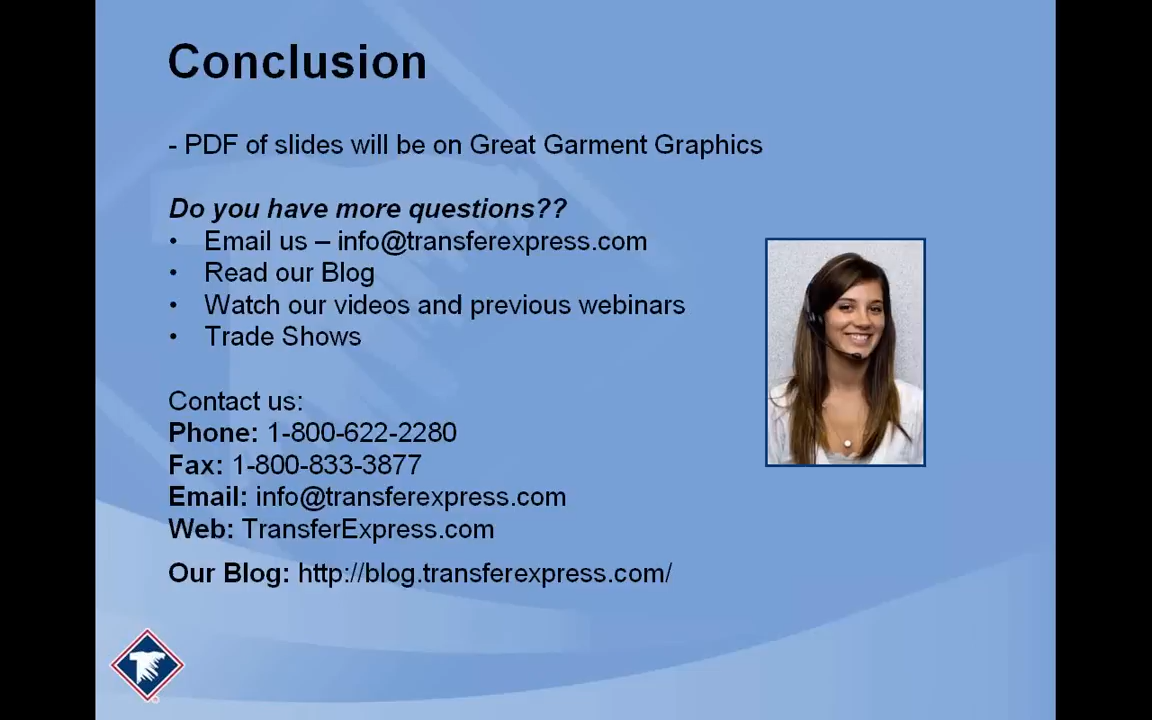 Conclusion
- PDF of slides will be on Great Garment Graphics
Do you have more questions??
• Email us – info@transferexpress.com
• Read our Blog
• Watch our videos and previous webinars
• Trade Shows
Contact us:
Phone: 1-800-622-2280
Fax: 1-800-833-3877
Email: info@transferexpress.com
Web: TransferExpress.com
Our Blog: http://blog.transferexpress.com/